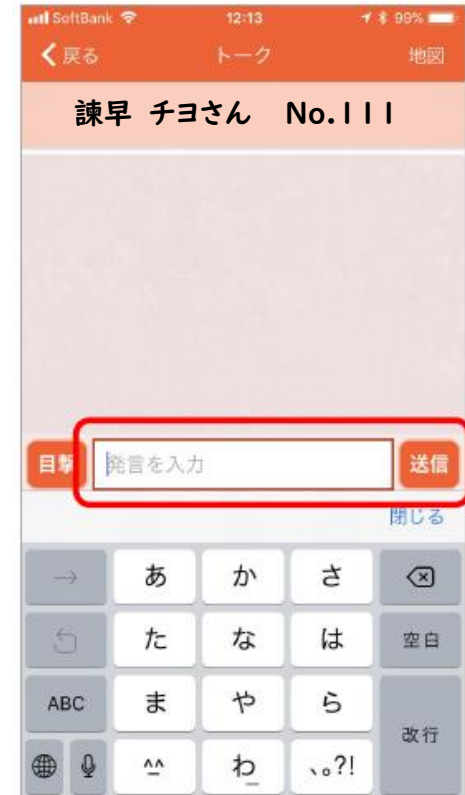 SoftBank 12:13 99%
戻る トーク 地図
諫早 チヨさん No.111
目撃 発言を入力 送信
閉じる
→ あ か さ
た な は 空白
ABC ま や ら
^^ わ 、。?! 改行